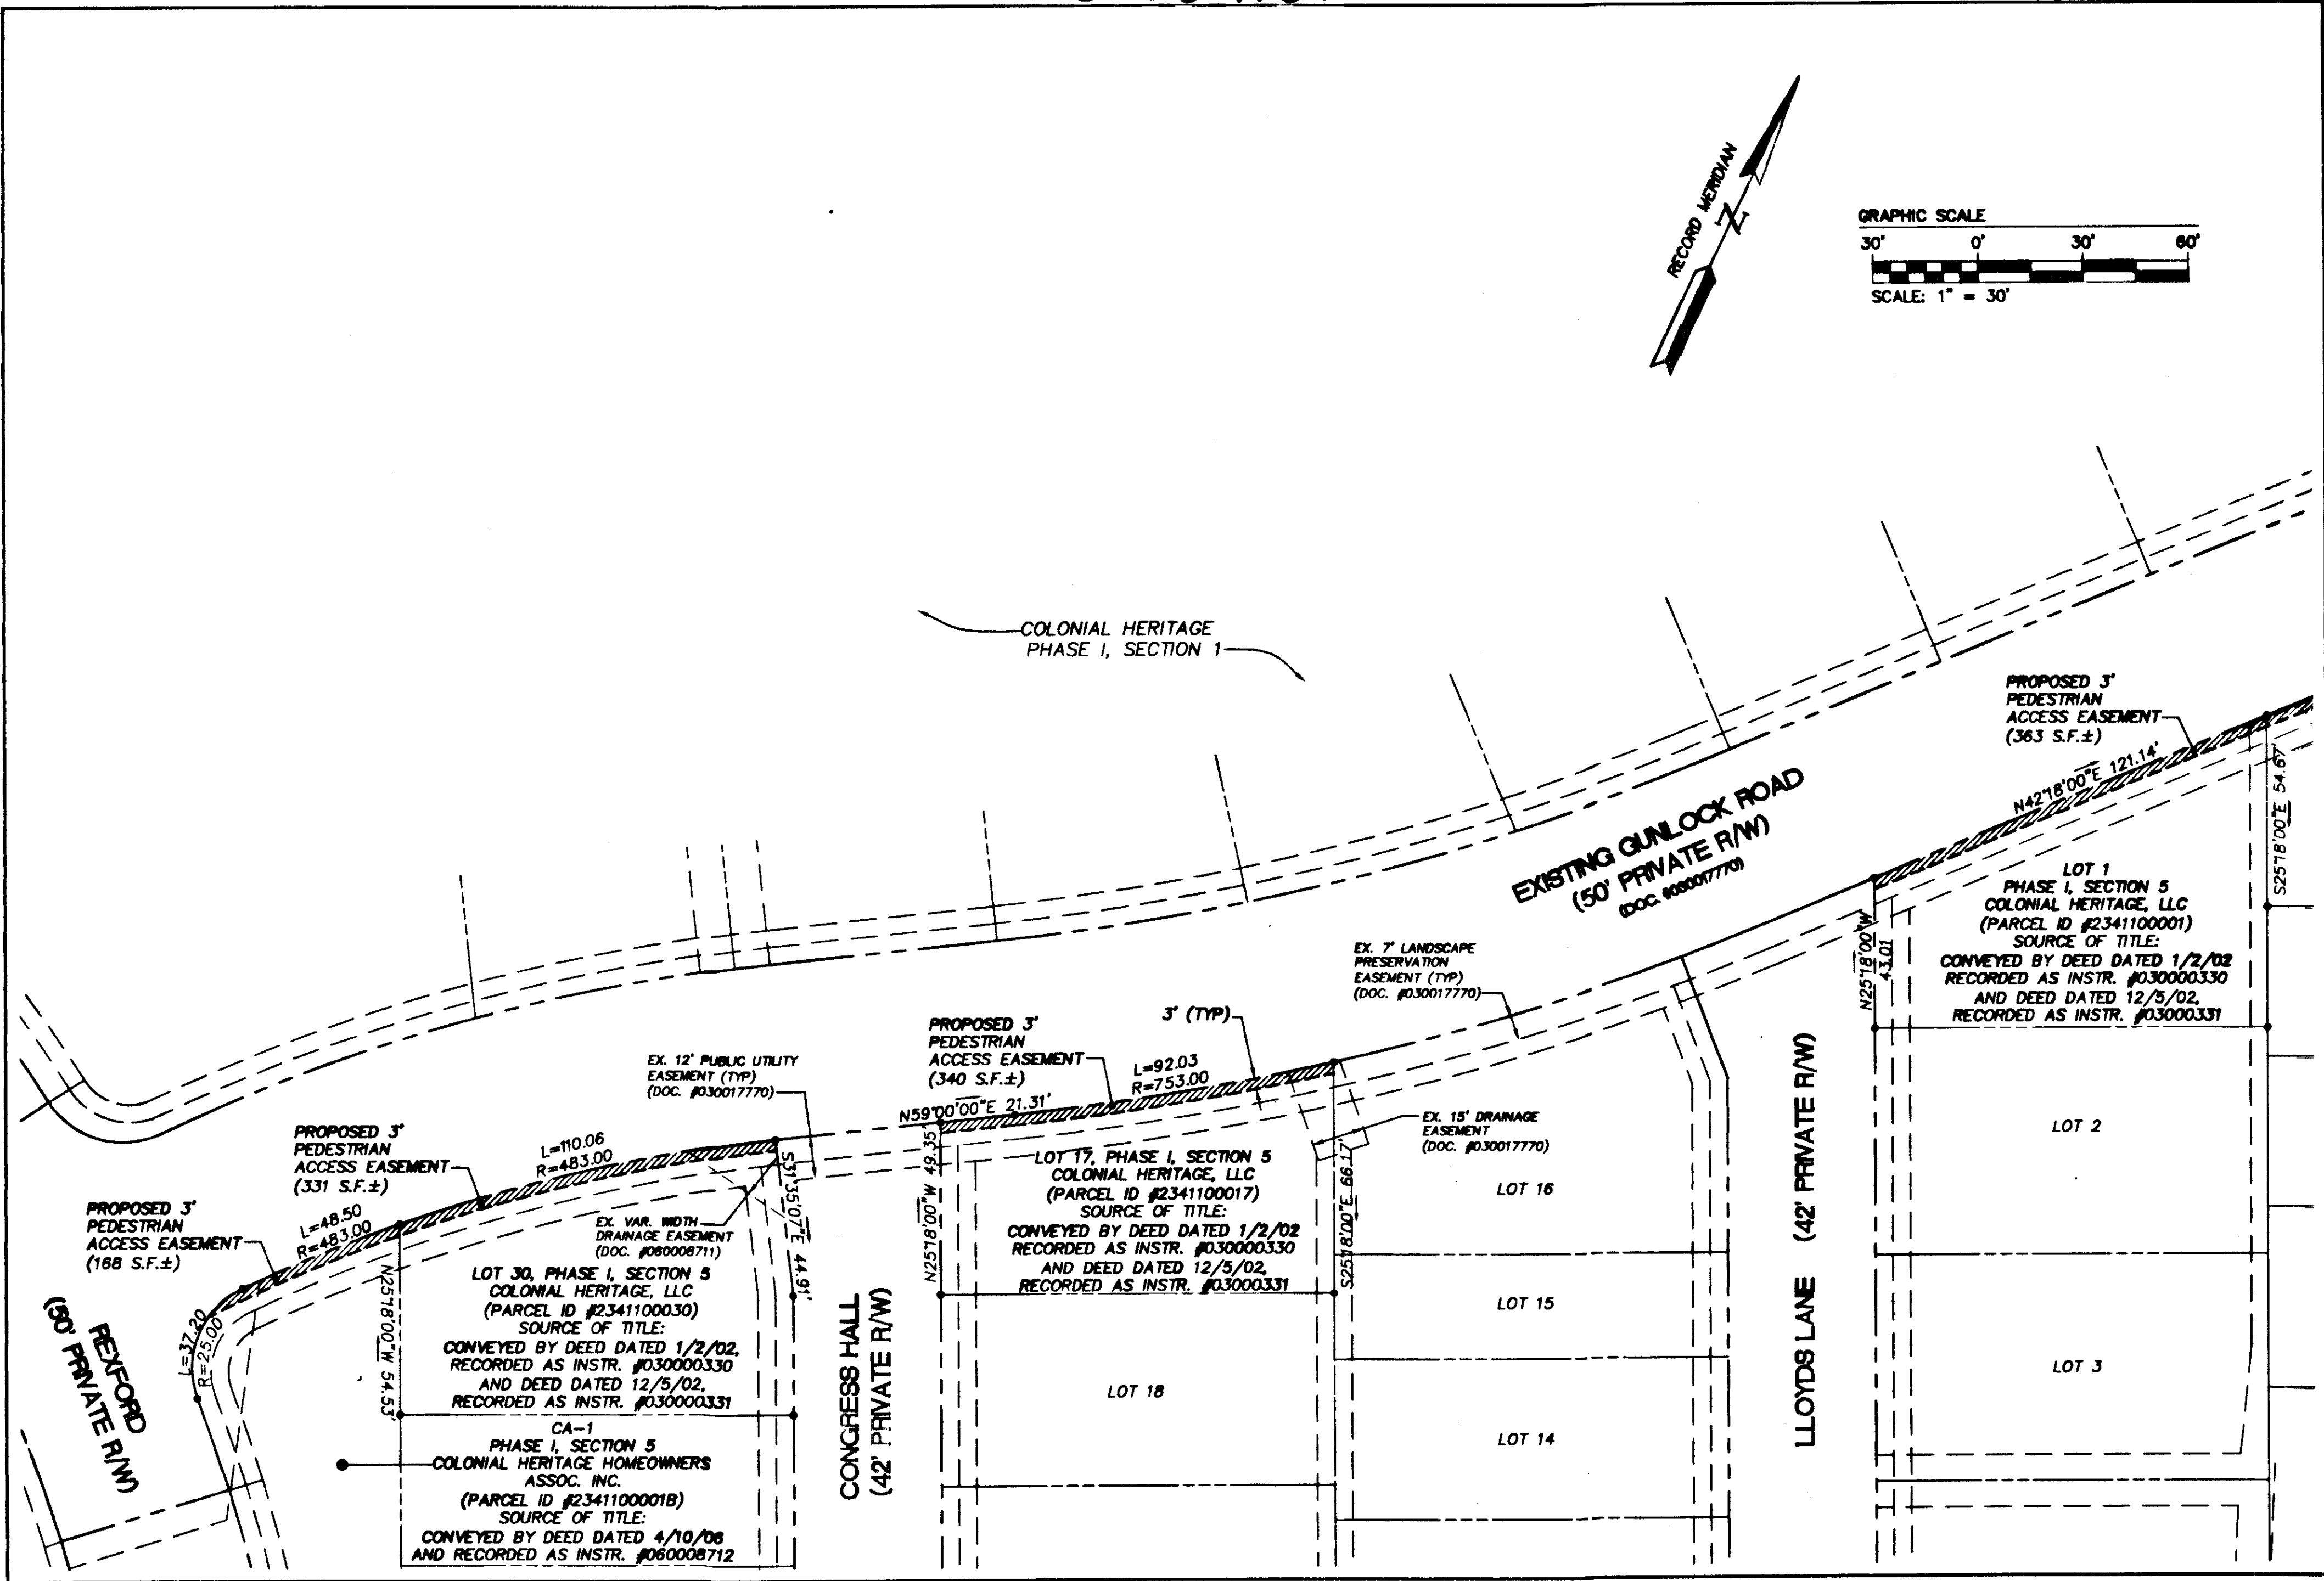 RECORD MERIDIAN
N
GRAPHIC SCALE
30' 0' 30' 60'
SCALE: 1" = 30'
COLONIAL HERITAGE
PHASE I, SECTION 1
PROPOSED 3'
PEDESTRIAN
ACCESS EASEMENT
(363 S.F.±)
N42°18'00"E 121.14'
S25°18'00"E 54.67'
EXISTING GUNLOCK ROAD
(50' PRIVATE R/W)
(DOC. #030017770)
LOT 1
PHASE I, SECTION 5
COLONIAL HERITAGE, LLC
(PARCEL ID #2341100001)
SOURCE OF TITLE:
CONVEYED BY DEED DATED 1/2/02
RECORDED AS INSTR. #030000330
AND DEED DATED 12/5/02,
RECORDED AS INSTR. #03000331
N25°18'00"W
43.01
EX. 7' LANDSCAPE
PRESERVATION
EASEMENT (TYP)
(DOC. #030017770)
3' (TYP)
PROPOSED 3'
PEDESTRIAN
ACCESS EASEMENT
(340 S.F.±)
L=92.03
R=753.00
N59°00'00"E 21.31'
EX. 12' PUBLIC UTILITY
EASEMENT (TYP)
(DOC. #030017770)
PROPOSED 3'
PEDESTRIAN
ACCESS EASEMENT
(331 S.F.±)
L=110.06
R=483.00
PROPOSED 3'
PEDESTRIAN
ACCESS EASEMENT
(168 S.F.±)
L=48.50
R=483.00
EX. VAR. WIDTH
DRAINAGE EASEMENT
(DOC. #060008711)
S31°35'07"E 44.91'
N25°18'00"W 49.35'
LOT 17, PHASE I, SECTION 5
COLONIAL HERITAGE, LLC
(PARCEL ID #2341100017)
SOURCE OF TITLE:
CONVEYED BY DEED DATED 1/2/02
RECORDED AS INSTR. #030000330
AND DEED DATED 12/5/02,
RECORDED AS INSTR. #03000331
S25°18'00"E 66.17'
EX. 15' DRAINAGE
EASEMENT
(DOC. #030017770)
LOT 16
LOT 15
LOT 14
LOT 2
LOT 3
LOT 18
LLOYDS LANE (42' PRIVATE R/W)
CONGRESS HALL
(42' PRIVATE R/W)
REXFORD
(50' PRIVATE R/W)
L=37.20
R=25.00
N25°18'00"W 54.53'
LOT 30, PHASE I, SECTION 5
COLONIAL HERITAGE, LLC
(PARCEL ID #2341100030)
SOURCE OF TITLE:
CONVEYED BY DEED DATED 1/2/02,
RECORDED AS INSTR. #030000330
AND DEED DATED 12/5/02,
RECORDED AS INSTR. #030000331
CA-1
PHASE I, SECTION 5
COLONIAL HERITAGE HOMEOWNERS
ASSOC. INC.
(PARCEL ID #2341100001B)
SOURCE OF TITLE:
CONVEYED BY DEED DATED 4/10/06
AND RECORDED AS INSTR. #060008712